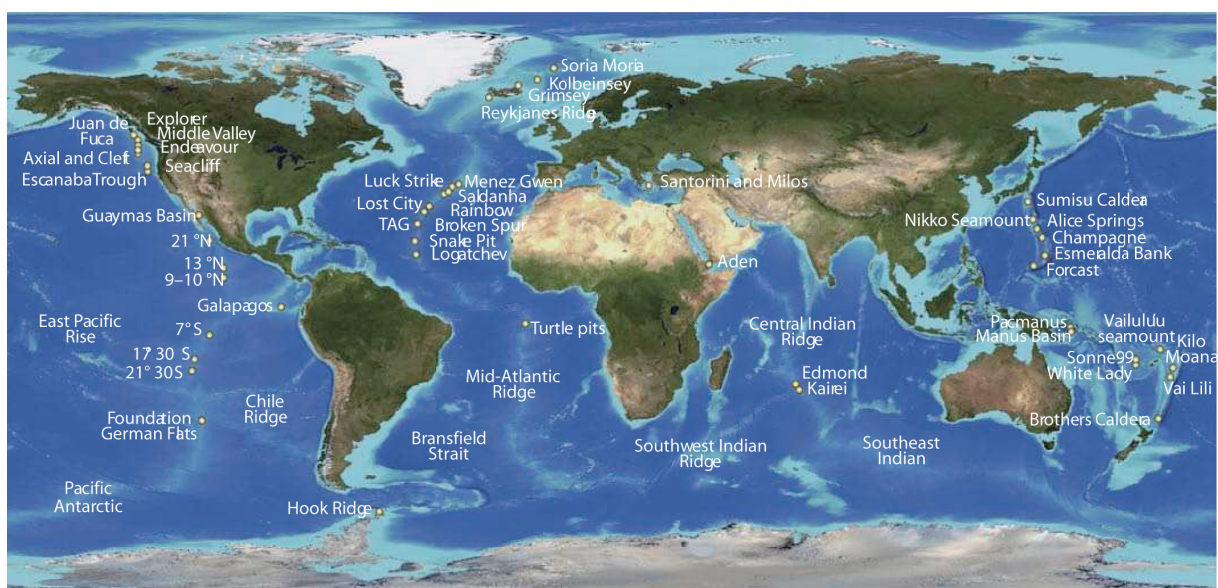 Soria Moria
Kolbeinsey
Grimsey
Reykjanes Ridge
Explorer
Juan de
Fuca
Middle Valley
Endeavour
Axial and Cleft
Seacliff
Escanaba Trough
Guaymas Basin
21 °N
13 °N
9–10 °N
Galapagos
East Pacific
Rise
7° S
17° 30 S
21° 30 S
Foundation
German Flats
Chile
Ridge
Pacific
Antarctic
Hook Ridge
Luck Strike
Menez Gwen
Saldanha
Lost City
Rainbow
TAG
Broken Spur
Snake Pit
Logatchev
Santorini and Milos
Aden
Turtle pits
Mid-Atlantic
Ridge
Bransfield
Strait
Central Indian
Ridge
Edmond
Kairei
Southwest Indian
Ridge
Southeast
Indian
Sumisu Caldera
Nikko Seamount
Alice Springs
Champagne
Esmeralda Bank
Forcast
Pacmanus
Manus Basin
Vailulu
seamount
Kilo
Moana
Sonne99
White Lady
Vai Lili
Brothers Caldera